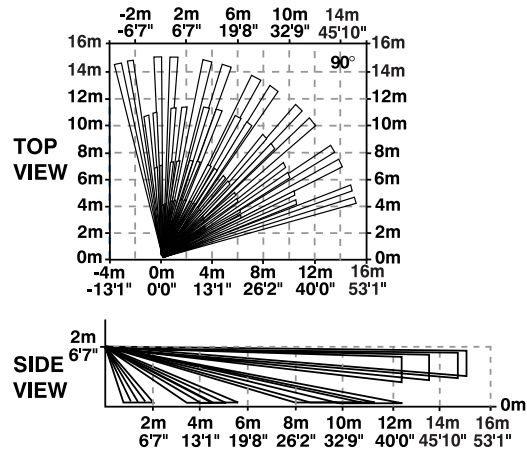 -2m 2m 6m 10m 14m
-6'7" 6'7" 19'8" 32'9" 45'10"
16m 16m
90°
14m 14m
12m 12m
10m 10m
TOP
VIEW
8m 8m
6m 6m
4m 4m
2m 2m
0m 0m
-4m 0m 4m 8m 12m 16m
-13'1" 0'0" 13'1" 26'2" 40'0" 53'1"
2m
6'7"
SIDE
VIEW
0m
2m 4m 6m 8m 10m 12m 14m 16m
6'7" 13'1" 19'8" 26'2" 32'9" 40'0" 45'10" 53'1"